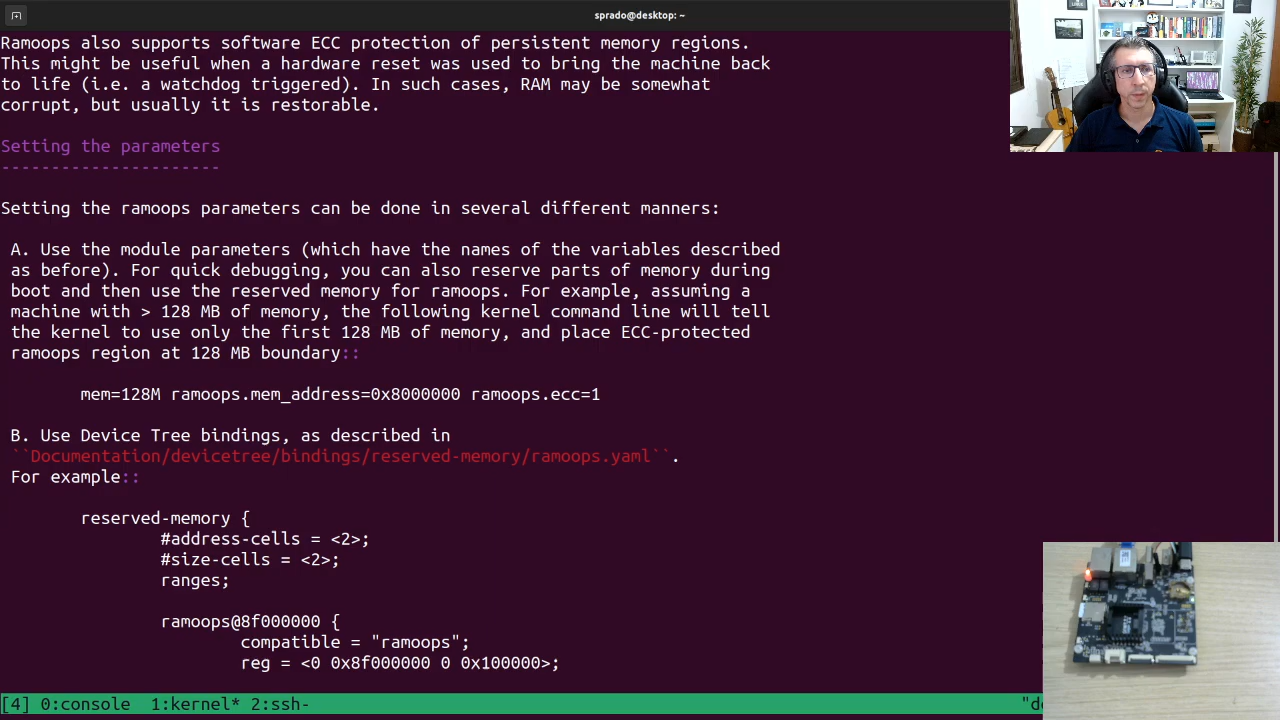 sprado@desktop: ~
Ramoops also supports software ECC protection of persistent memory regions.
This might be useful when a hardware reset was used to bring the machine back
to life (i.e. a watchdog triggered). In such cases, RAM may be somewhat
corrupt, but usually it is restorable.
Setting the parameters
----------------------
Setting the ramoops parameters can be done in several different manners:
A. Use the module parameters (which have the names of the variables described
as before). For quick debugging, you can also reserve parts of memory during
boot and then use the reserved memory for ramoops. For example, assuming a
machine with > 128 MB of memory, the following kernel command line will tell
the kernel to use only the first 128 MB of memory, and place ECC-protected
ramoops region at 128 MB boundary::
mem=128M ramoops.mem_address=0x8000000 ramoops.ecc=1
B. Use Device Tree bindings, as described in
``Documentation/devicetree/bindings/reserved-memory/ramoops.yaml``.
For example::
reserved-memory {
#address-cells = <2>;
#size-cells = <2>;
ranges;
ramoops@8f000000 {
compatible = "ramoops";
reg = <0 0x8f000000 0 0x100000>;
[4] 0:console 1:kernel* 2:ssh-